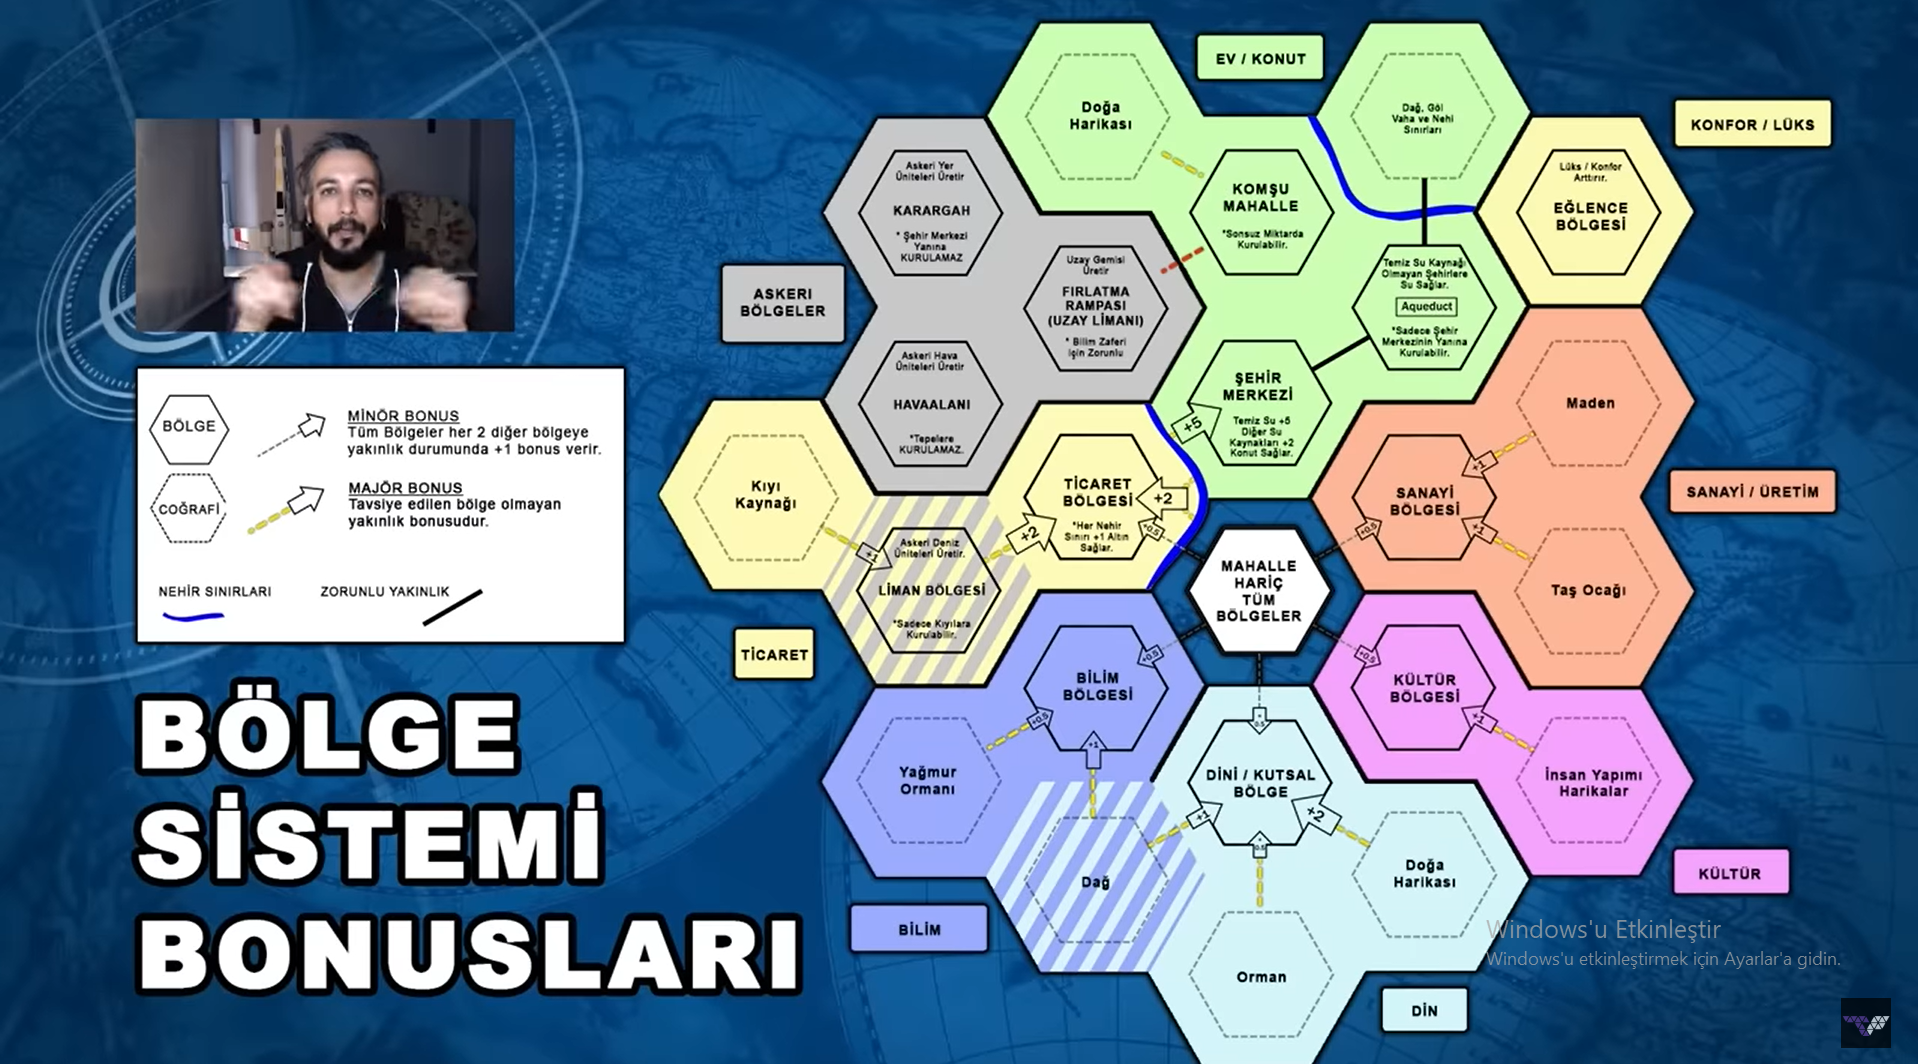 EV / KONUT
Doğa
Harikası
Dağ, Göl
Vaha ve Nehi
Sınırları
KONFOR / LÜKS
Askeri Yer
Üniteleri Üretir
KARARGAH
* Şehir Merkezi
Yanına
KURULAMAZ
KOMŞU
MAHALLE
*Sonsuz Miktarda
Kurulabilir.
Lüks / Konfor
Arttırır.
EĞLENCE
BÖLGESİ
ASKERI
BÖLGELER
Uzay Gemisi
Üretir
FIRLATMA
RAMPASI
(UZAY LİMANI)
* Bilim Zaferi
için Zorunlu
Temiz Su Kaynağı
Olmayan Şehirlere
Su Sağlar.
Aqueduct
*Sadece Şehir
Merkezinin Yanına
Kurulabilir.
Askeri Hava
Üniteleri Üretir
HAVAALANI
*Tepelere
KURULAMAZ.
ŞEHİR
MERKEZİ
Temiz Su +5
Diğer Su
Kaynakları +2
Konut Sağlar.
+5
Maden
BÖLGE
MİNÖR BONUS
Tüm Bölgeler her 2 diğer bölgeye
yakınlık durumunda +1 bonus verir.
COĞRAFİ
MAJÖR BONUS
Tavsiye edilen bölge olmayan
yakınlık bonusudur.
NEHİR SINIRLARI
ZORUNLU YAKINLIK
Kıyı
Kaynağı
TİCARET
BÖLGESİ
*Her Nehir
Sınırı +1 Altın
Sağlar.
+2
+0.5
+2
SANAYİ
BÖLGESİ
+1
+0.5
+1
SANAYİ / ÜRETİM
+1
Askeri Deniz
Üniteleri Üretir.
LİMAN BÖLGESİ
*Sadece Kıyılara
Kurulabilir.
MAHALLE
HARİÇ
TÜM
BÖLGELER
Taş Ocağı
TİCARET
BİLİM
BÖLGESİ
+0.5
+0.5
+1
KÜLTÜR
BÖLGESİ
+0.5
+1
Yağmur
Ormanı
+
0.5
DİNİ / KUTSAL
BÖLGE
+1
+2
0.5
İnsan Yapımı
Harikalar
Dağ
Doğa
Harikası
KÜLTÜR
BİLİM
Orman
DİN
BÖLGE
SİSTEMİ
BONUSLARI
Windows'u Etkinleştir
Windows'u etkinleştirmek için Ayarlar'a gidin.